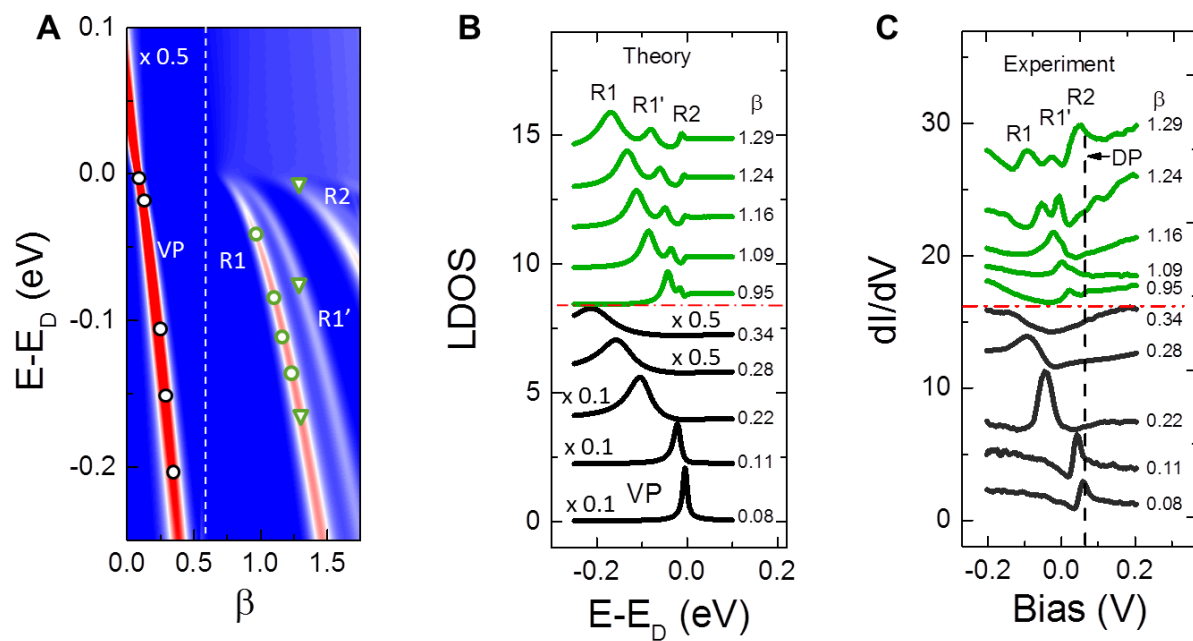 A
0.1
0.0
-0.1
-0.2
E-E_D (eV)
x 0.5
VP
R1
R2
R1'
0.0
0.5
1.0
1.5
β
B
Theory
R1
R1'
R2
β
15
10
5
0
LDOS
1.29
1.24
1.16
1.09
0.95
x 0.5
0.34
x 0.5
0.28
x 0.1
0.22
x 0.1
0.11
VP
x 0.1
0.08
-0.2
0.0
0.2
E-E_D (eV)
C
Experiment
R2
R1'
R1
β
30
20
10
0
dI/dV
1.29
DP
1.24
1.16
1.09
0.95
0.34
0.28
0.22
0.11
0.08
-0.2
0.0
0.2
Bias (V)